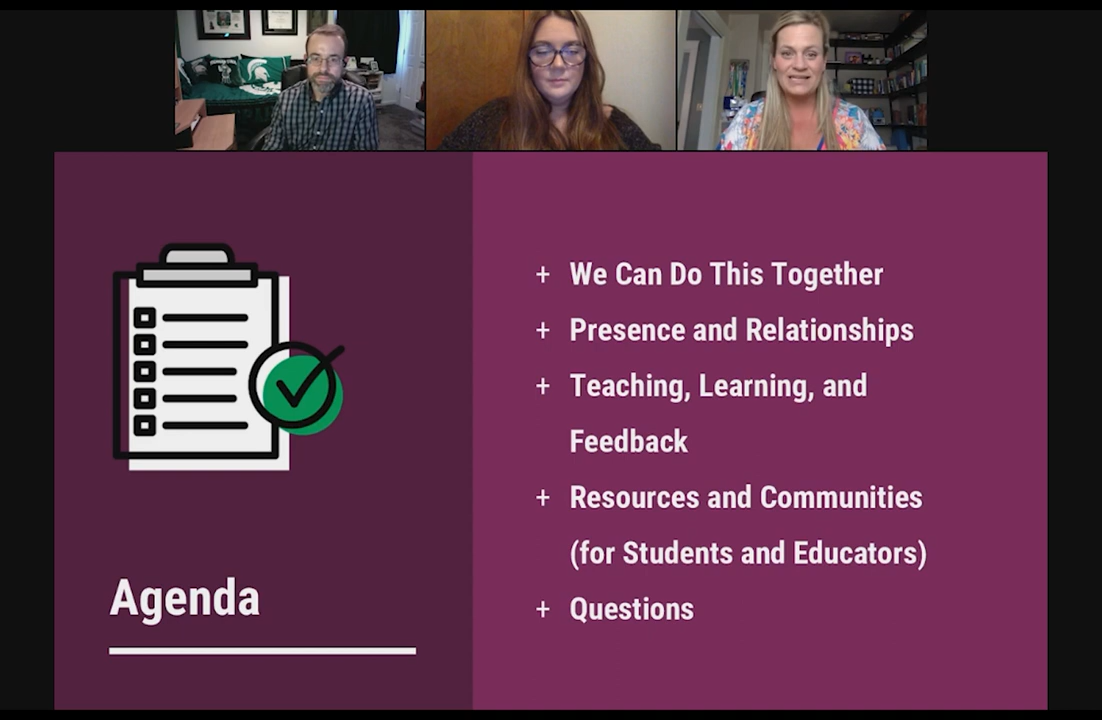 Agenda
+ We Can Do This Together
+ Presence and Relationships
+ Teaching, Learning, and
Feedback
+ Resources and Communities
(for Students and Educators)
+ Questions